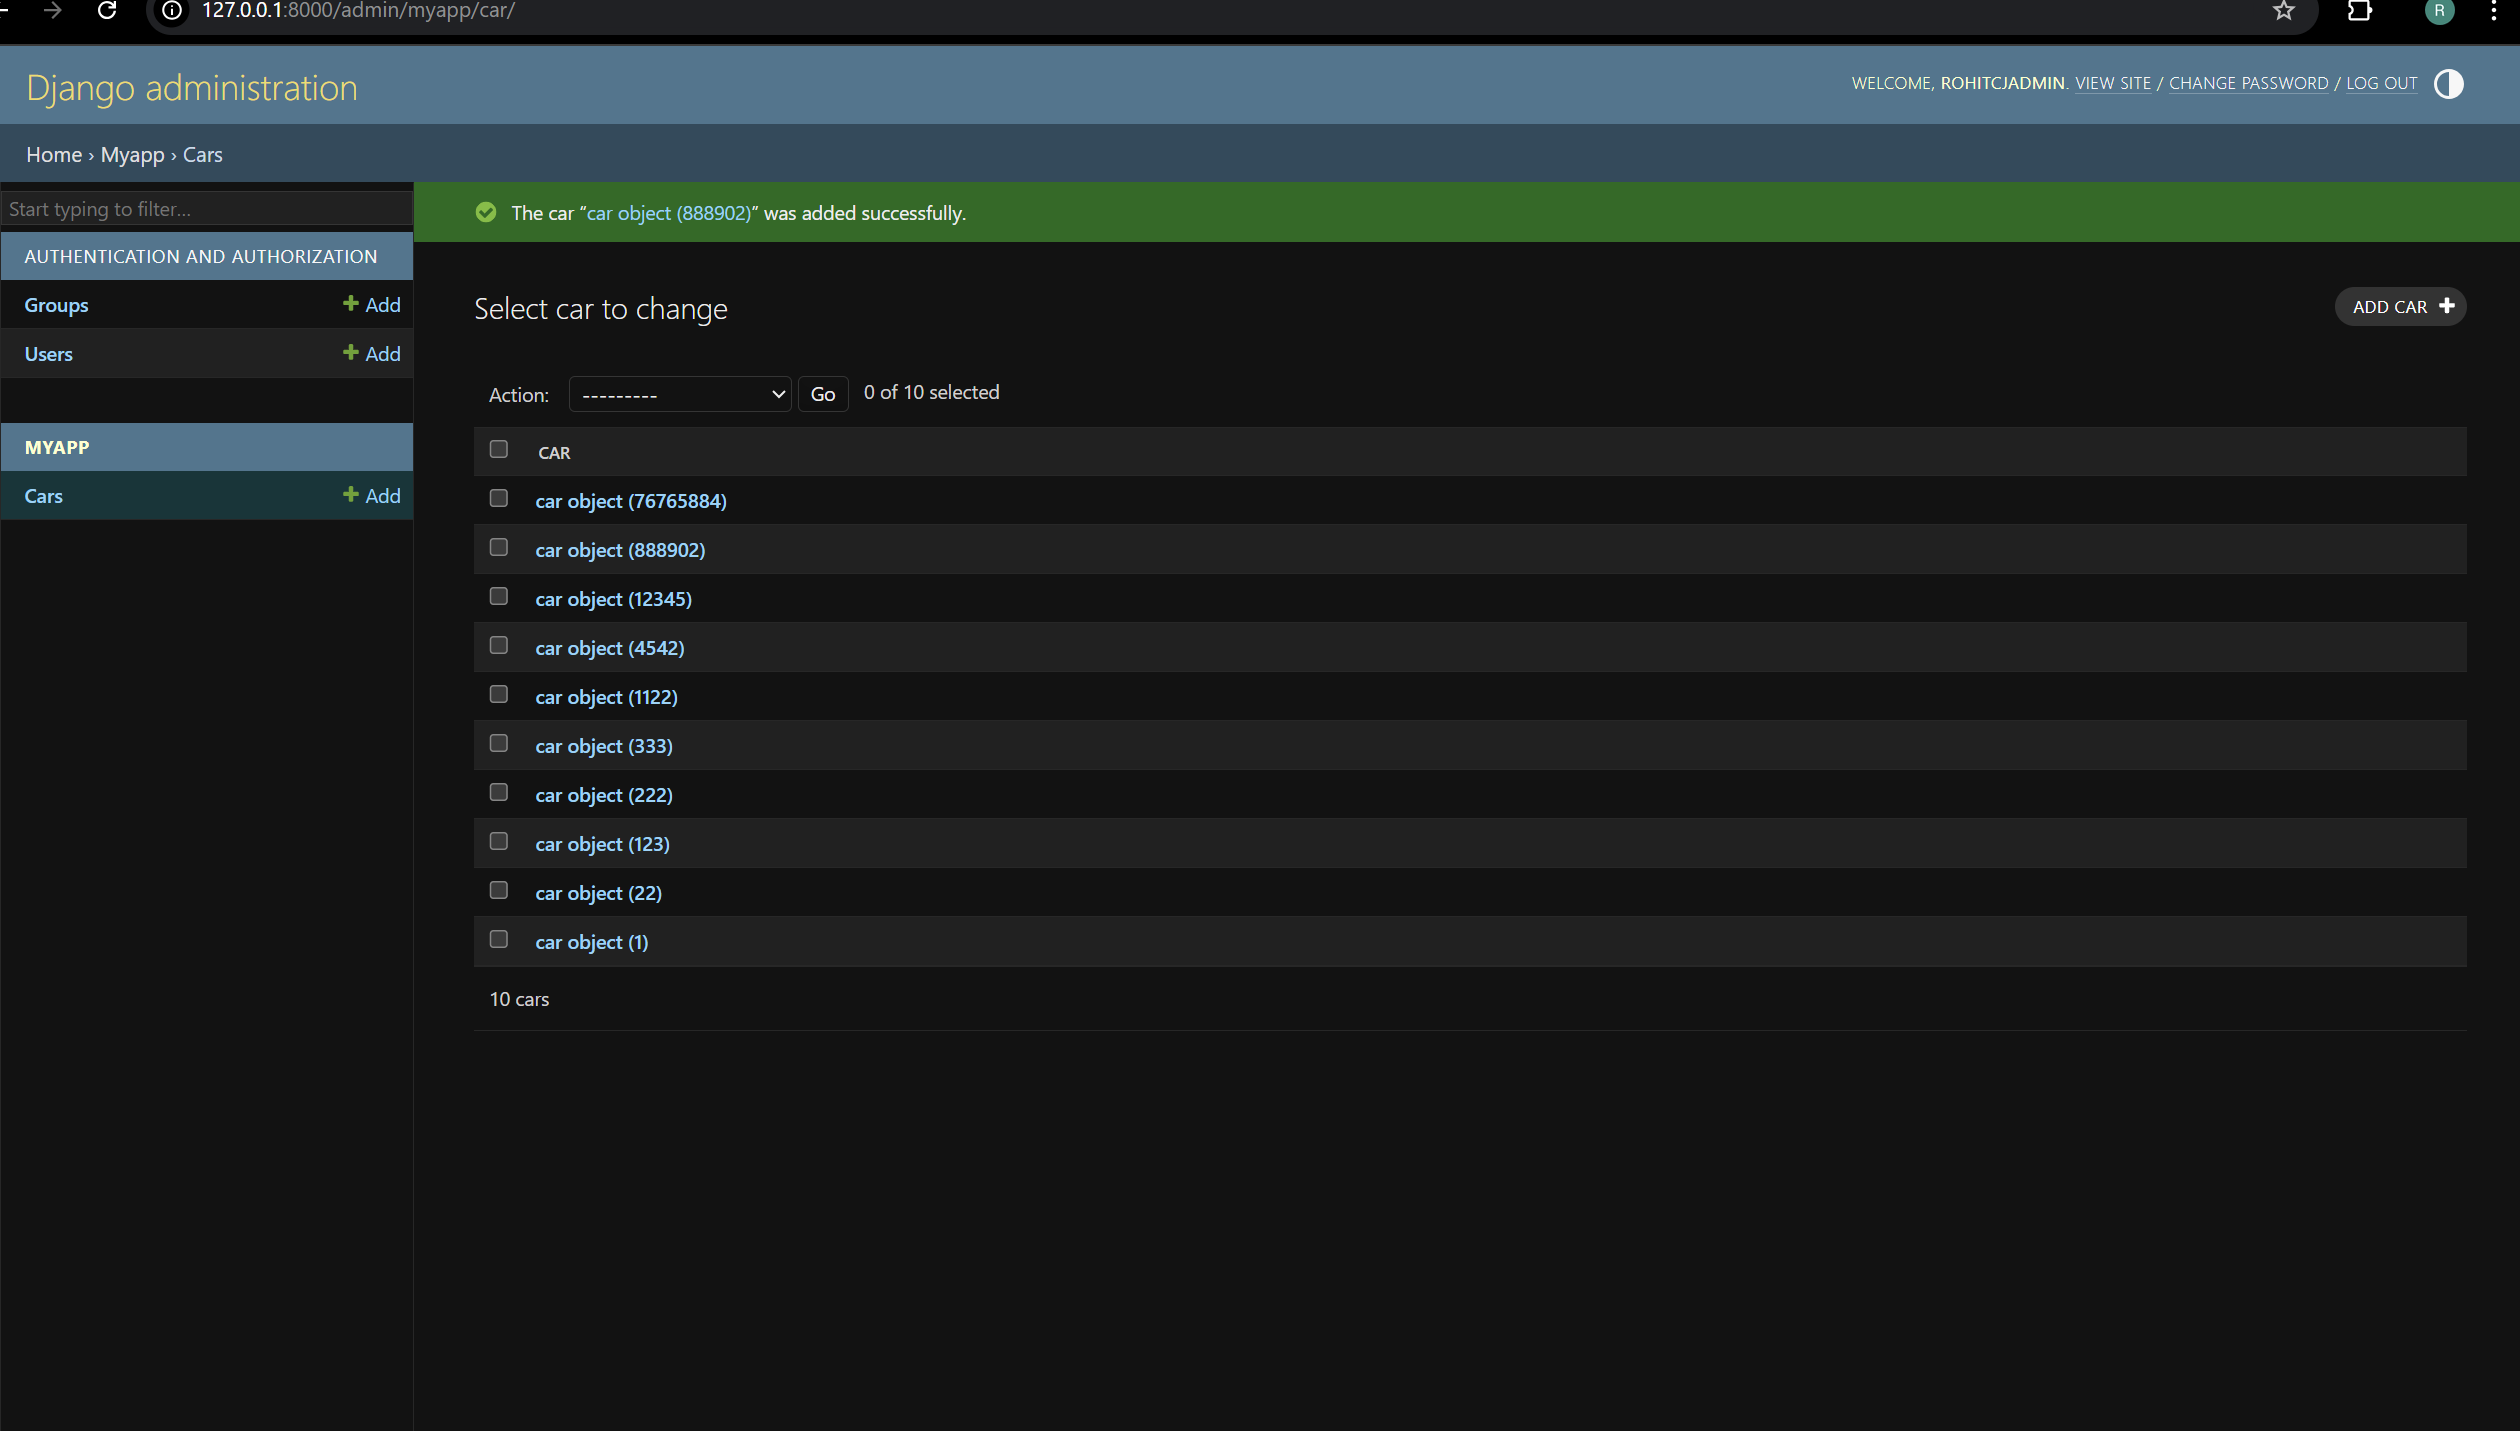 127.0.0.1:8000/admin/myapp/car/
R
Django administration
WELCOME, ROHITCJADMIN. VIEW SITE / CHANGE PASSWORD / LOG OUT
Home › Myapp › Cars
Start typing to filter...
The car “car object (888902)” was added successfully.
AUTHENTICATION AND AUTHORIZATION
Groups Add
Users Add
MYAPP
Cars Add
Select car to change
ADD CAR
Action: --------- Go 0 of 10 selected
CAR
car object (76765884)
car object (888902)
car object (12345)
car object (4542)
car object (1122)
car object (333)
car object (222)
car object (123)
car object (22)
car object (1)
10 cars